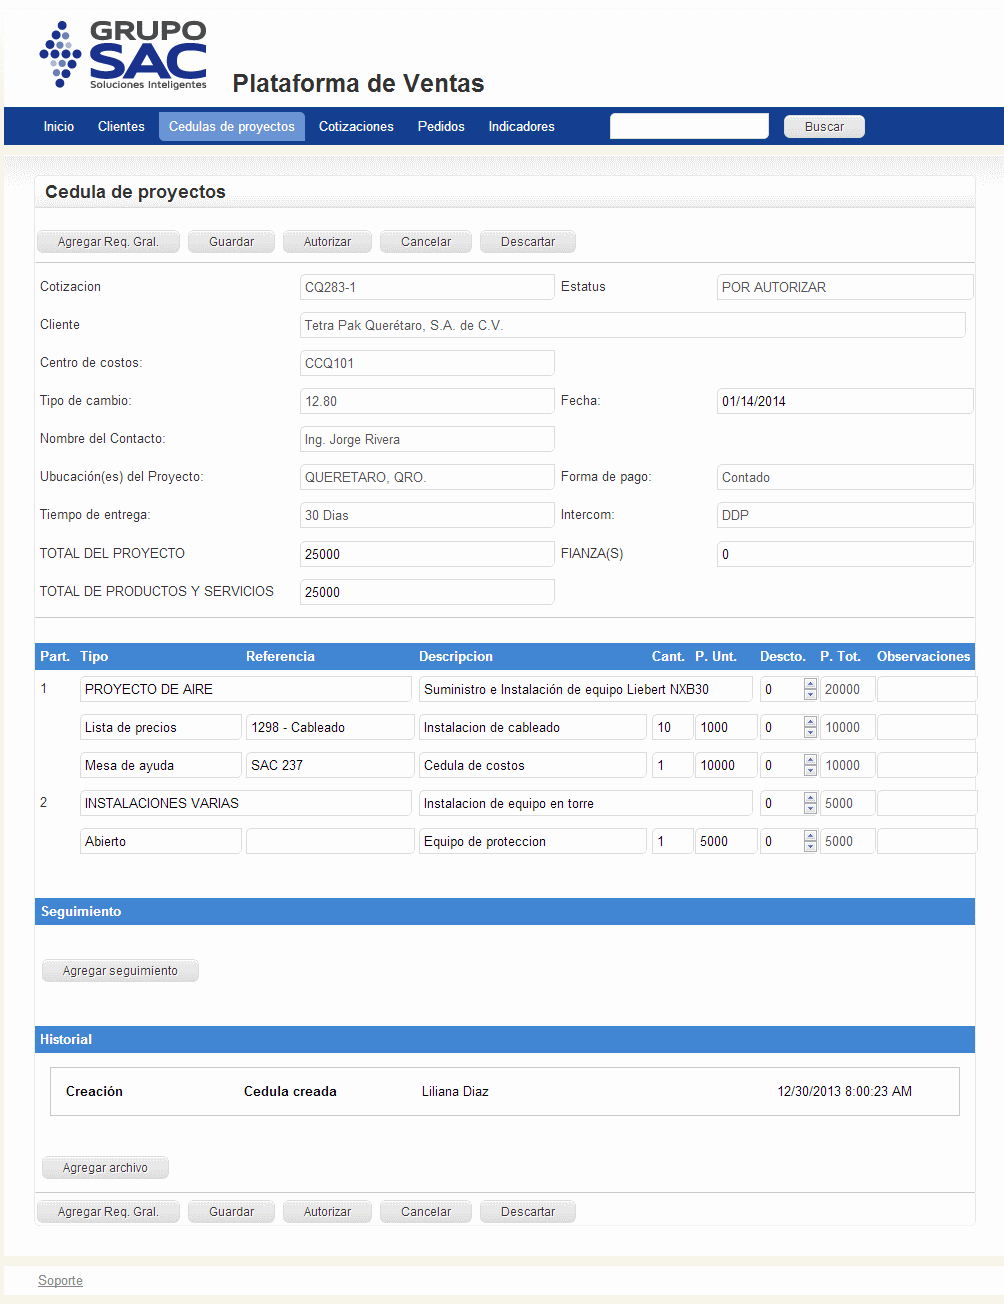 GRUPO
SAC
Soluciones Inteligentes
Plataforma de Ventas
Inicio Clientes Cedulas de proyectos Cotizaciones Pedidos Indicadores Buscar
Cedula de proyectos
Agregar Req. Gral. Guardar Autorizar Cancelar Descartar
Cotizacion CQ283-1 Estatus POR AUTORIZAR
Cliente Tetra Pak Querétaro, S.A. de C.V.
Centro de costos: CCQ101
Tipo de cambio: 12.80 Fecha: 01/14/2014
Nombre del Contacto: Ing. Jorge Rivera
Ubucación(es) del Proyecto: QUERETARO, QRO. Forma de pago: Contado
Tiempo de entrega: 30 Dias Intercom: DDP
TOTAL DEL PROYECTO 25000 FIANZA(S) 0
TOTAL DE PRODUCTOS Y SERVICIOS 25000
Part. Tipo Referencia Descripcion Cant. P. Unt. Descto. P. Tot. Observaciones
1 PROYECTO DE AIRE Suministro e Instalación de equipo Liebert NXB30 0 20000
Lista de precios 1298 - Cableado Instalacion de cableado 10 1000 0 10000
Mesa de ayuda SAC 237 Cedula de costos 1 10000 0 10000
2 INSTALACIONES VARIAS Instalacion de equipo en torre 0 5000
Abierto Equipo de proteccion 1 5000 0 5000
Seguimiento
Agregar seguimiento
Historial
Creación Cedula creada Liliana Diaz 12/30/2013 8:00:23 AM
Agregar archivo
Agregar Req. Gral. Guardar Autorizar Cancelar Descartar
Soporte